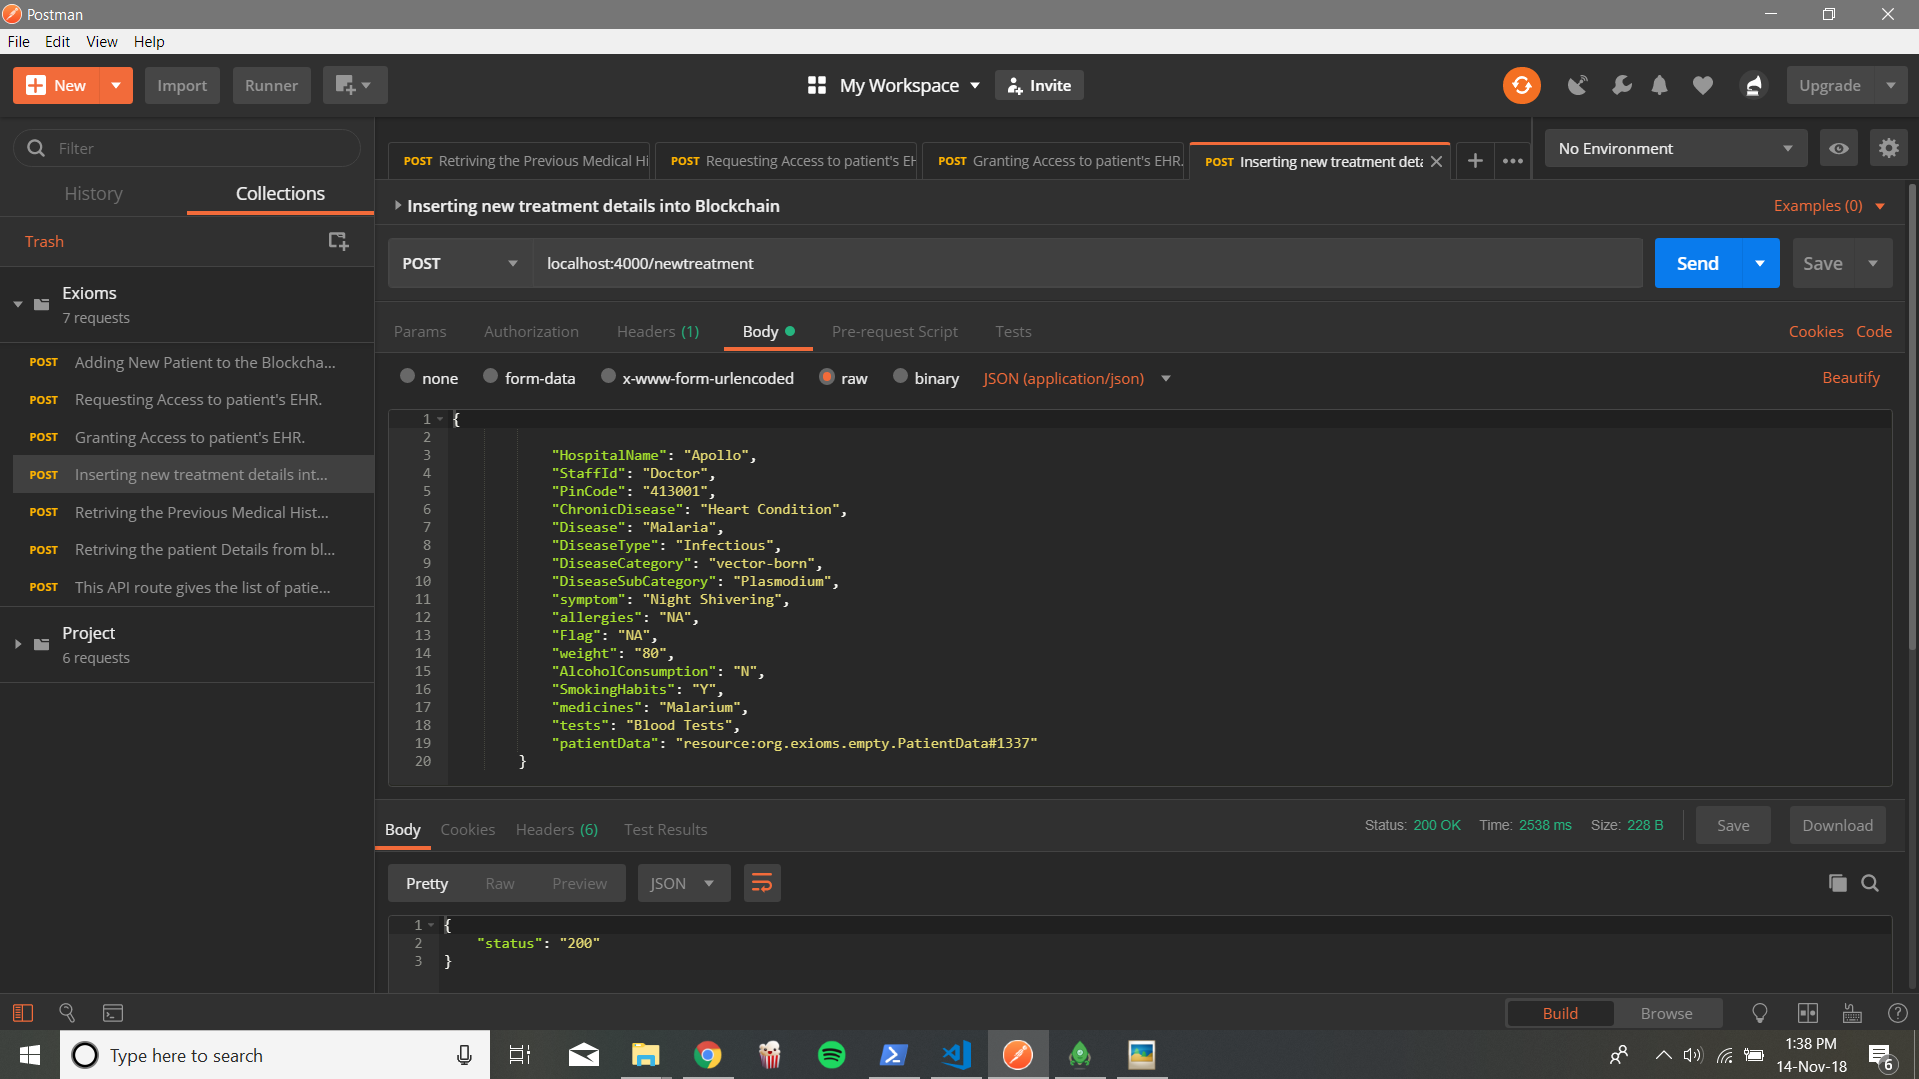 Postman
File Edit View Help
New Import Runner My Workspace Invite Upgrade
Filter
History Collections
Trash
Exioms
7 requests
POST Adding New Patient to the Blockcha...
POST Requesting Access to patient's EHR.
POST Granting Access to patient's EHR.
POST Inserting new treatment details int...
POST Retriving the Previous Medical Hist...
POST Retriving the patient Details from bl...
POST This API route gives the list of patie...
Project
6 requests
POST Retriving the Previous Medical Hi POST Requesting Access to patient's EH POST Granting Access to patient's EHR. POST Inserting new treatment deta
No Environment
Inserting new treatment details into Blockchain Examples (0)
POST localhost:4000/newtreatment Send Save
Params Authorization Headers (1) Body Pre-request Script Tests Cookies Code
none form-data x-www-form-urlencoded raw binary JSON (application/json) Beautify
1 {
2
3 "HospitalName": "Apollo",
4 "StaffId": "Doctor",
5 "PinCode": "413001",
6 "ChronicDisease": "Heart Condition",
7 "Disease": "Malaria",
8 "DiseaseType": "Infectious",
9 "DiseaseCategory": "vector-born",
10 "DiseaseSubCategory": "Plasmodium",
11 "symptom": "Night Shivering",
12 "allergies": "NA",
13 "Flag": "NA",
14 "weight": "80",
15 "AlcoholConsumption": "N",
16 "SmokingHabits": "Y",
17 "medicines": "Malarium",
18 "tests": "Blood Tests",
19 "patientData": "resource:org.exioms.empty.PatientData#1337"
20 }
Body Cookies Headers (6) Test Results Status: 200 OK Time: 2538 ms Size: 228 B Save Download
Pretty Raw Preview JSON
1 {
2 "status": "200"
3 }
Build Browse
Type here to search
1:38 PM
14-Nov-18
6